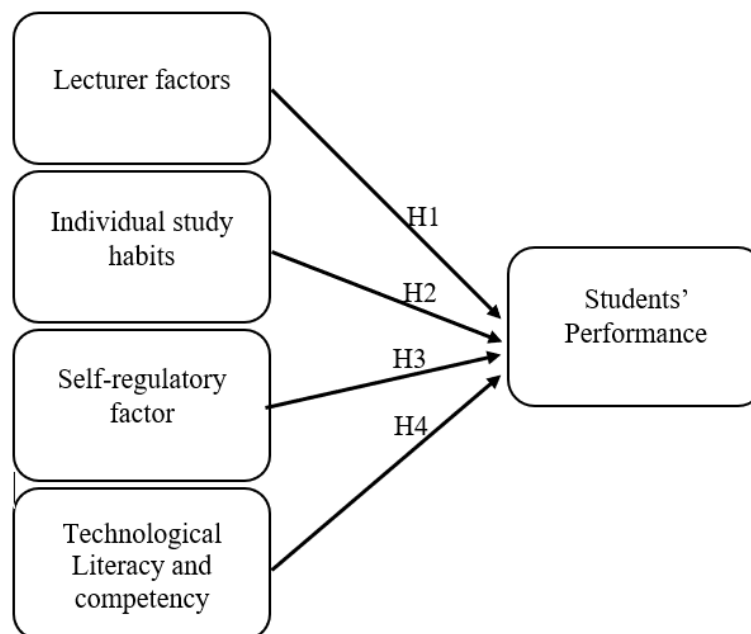 Lecturer factors
H1
Individual study
habits
H2
Students’
Performance
Self-regulatory
factor
H3
H4
Technological
Literacy and
competency